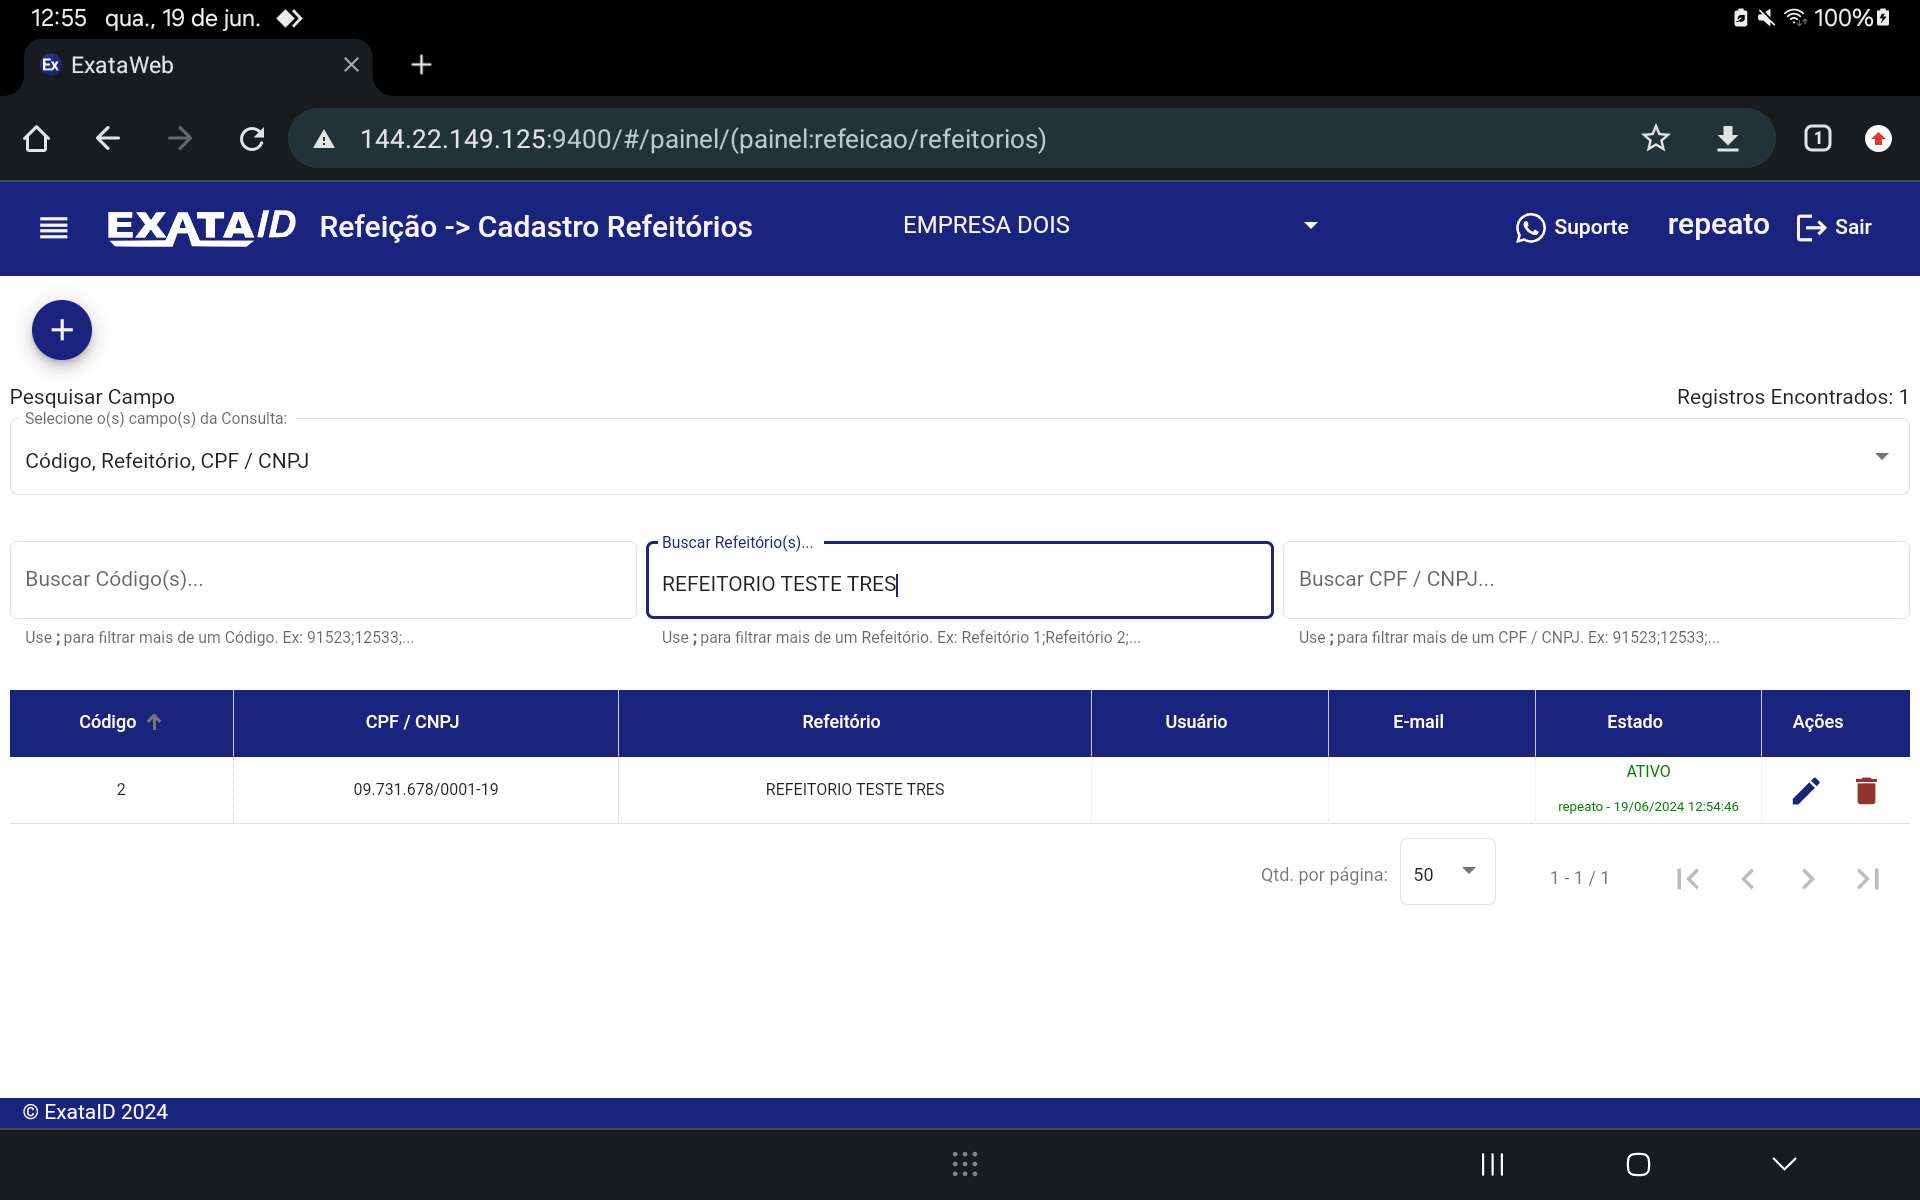 12:55 qua., 19 de jun. 100%
Ex ExataWeb
144.22.149.125:9400/#/painel/(painel:refeicao/refeitorios) 1
EXATAID Refeição -> Cadastro Refeitórios EMPRESA DOIS Suporte repeato Sair
Pesquisar Campo Registros Encontrados: 1
Selecione o(s) campo(s) da Consulta:
Código, Refeitório, CPF / CNPJ
Buscar Refeitório(s)...
Buscar Código(s)... REFEITORIO TESTE TRES Buscar CPF / CNPJ...
Use ; para filtrar mais de um Código. Ex: 91523;12533;... Use ; para filtrar mais de um Refeitório. Ex: Refeitório 1;Refeitório 2;... Use ; para filtrar mais de um CPF / CNPJ. Ex: 91523;12533;...
Código CPF / CNPJ Refeitório Usuário E-mail Estado Ações
ATIVO
2 09.731.678/0001-19 REFEITORIO TESTE TRES
repeato - 19/06/2024 12:54:46
Qtd. por página: 50 1 - 1 / 1
© ExataID 2024